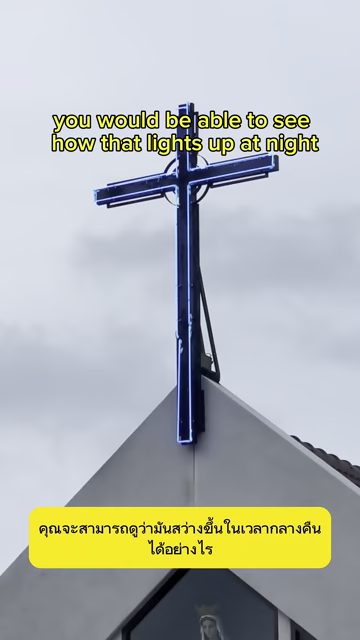 you would be able to see
how that lights up at night
คุณจะสามารถดูว่ามันสว่างขึ้นในเวลากลางคืน
ได้อย่างไร